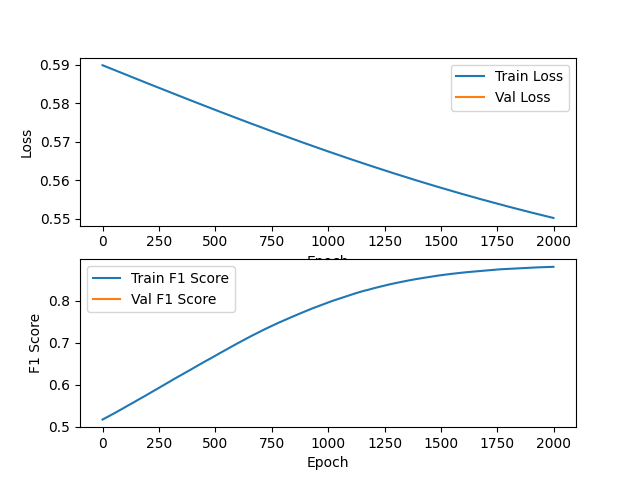 0.59
0.58
0.57
0.56
0.55
Loss
Train Loss
Val Loss
0 250 500 750 1000 1250 1500 1750 2000
Epoch
Train F1 Score
Val F1 Score
0.8
0.7
0.6
0.5
F1 Score
0 250 500 750 1000 1250 1500 1750 2000
Epoch